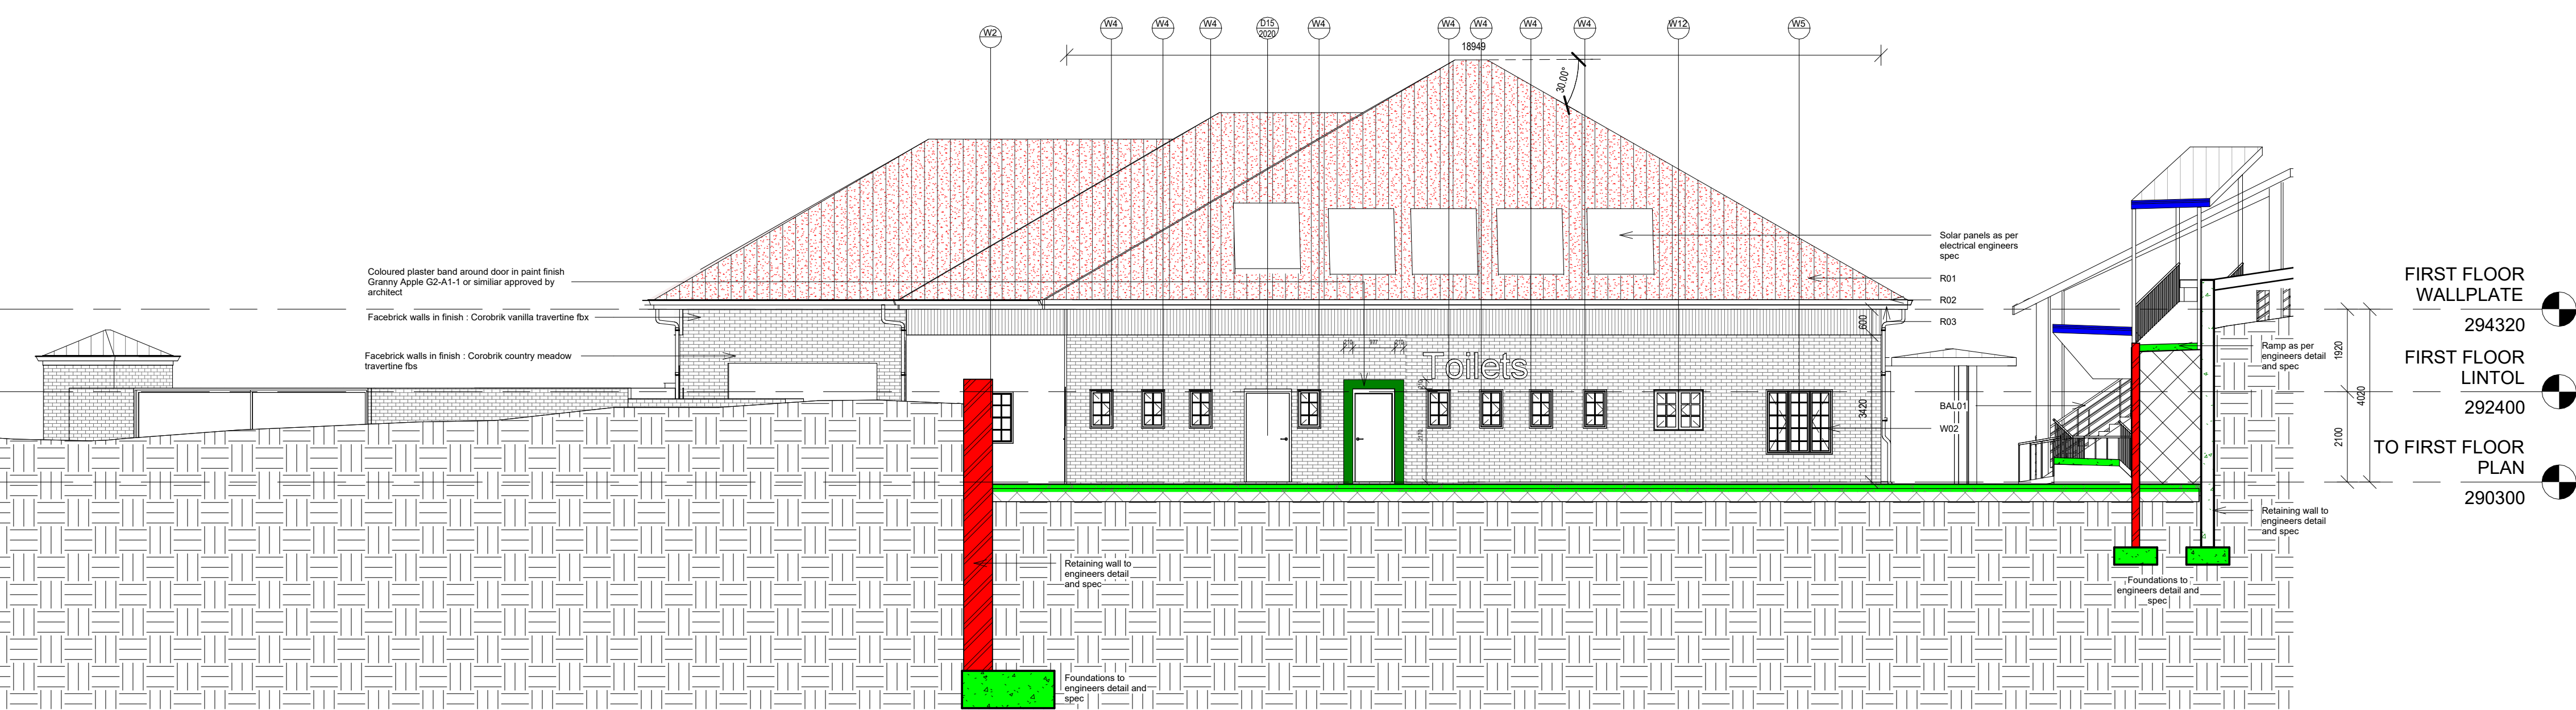 W2
W4
W4
W4
D15
2020
W4
W4
W4
W4
W4
W12
W5
18949
30.00°
Solar panels as per
electrical engineers
spec
R01
R02
R03
Coloured plaster band around door in paint finish
Granny Apple G2-A1-1 or similiar approved by
architect
Facebrick walls in finish : Corobrik vanilla travertine fbx
Facebrick walls in finish : Corobrik country meadow
travertine fbs
600
3420
Toilets
BAL01
W02
Ramp as per
engineers detail
and spec
Retaining wall to
engineers detail
and spec
Foundations to
engineers detail and
spec
Retaining wall to
engineers detail
and spec
Foundations to
engineers detail and
spec
1920
2100
4020
FIRST FLOOR
WALLPLATE
294320
FIRST FLOOR
LINTOL
292400
TO FIRST FLOOR
PLAN
290300